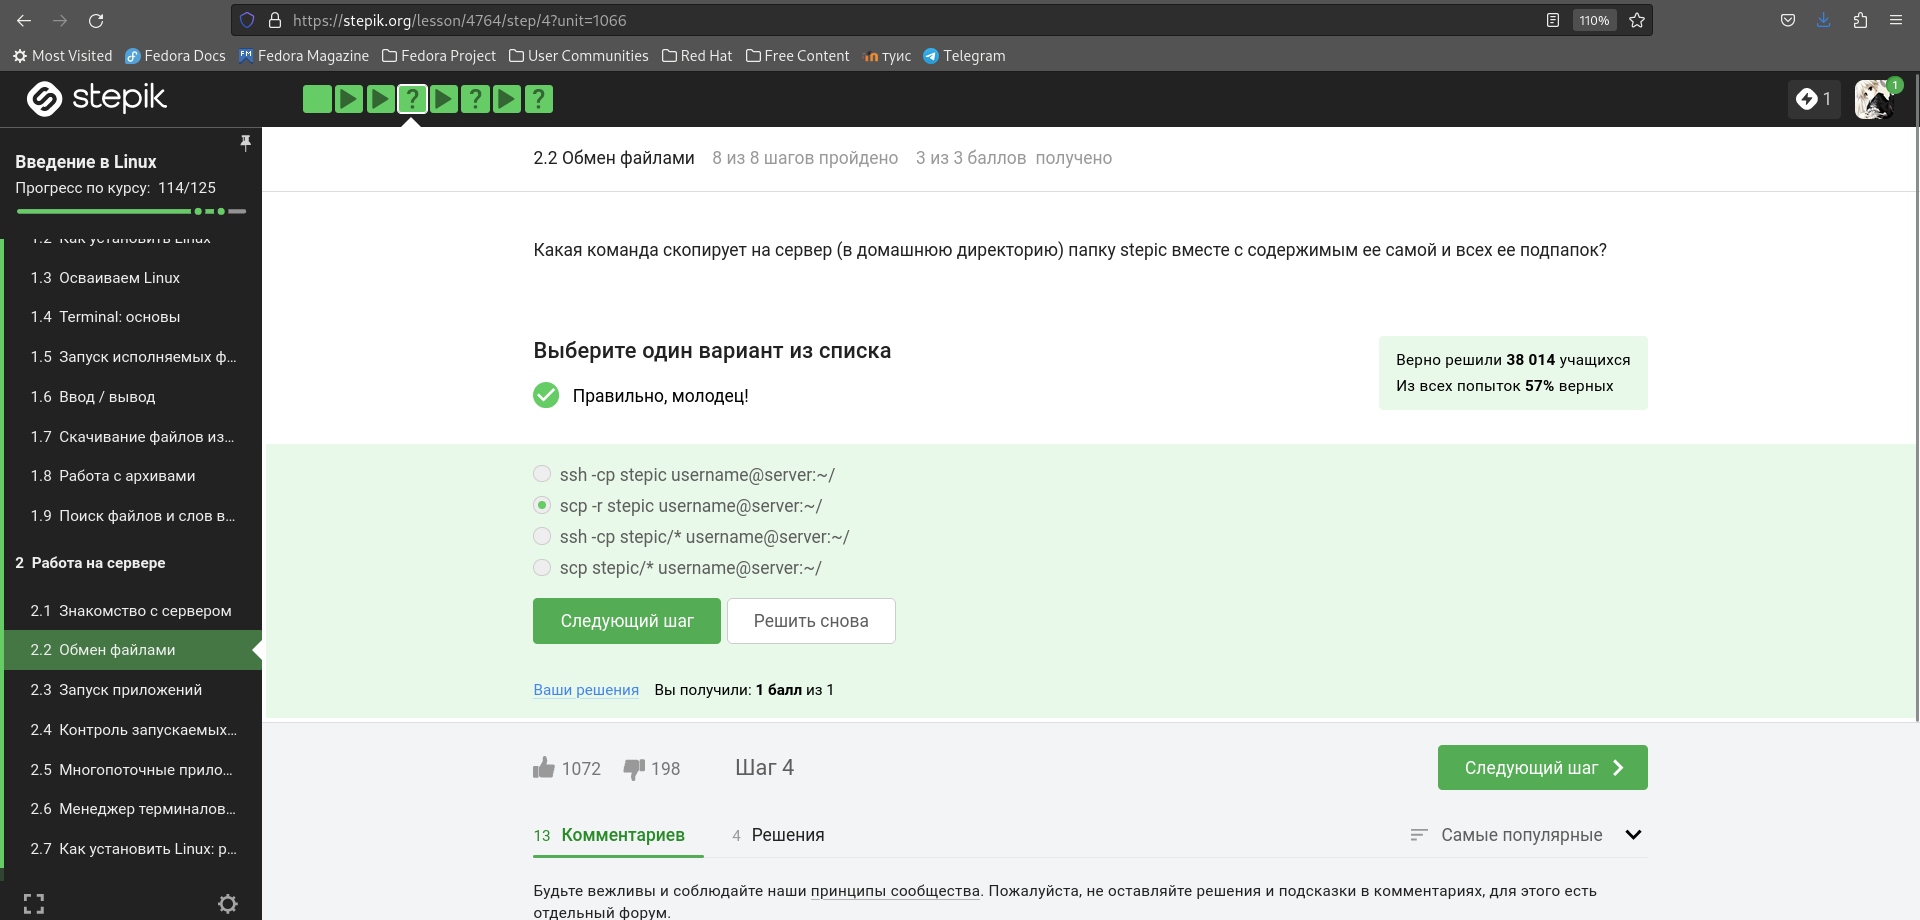 https://stepik.org/lesson/4764/step/4?unit=1066
110%
Most Visited Fedora Docs Fedora Magazine Fedora Project User Communities Red Hat Free Content туис Telegram
stepik
? ? ?
1
1
Введение в Linux
Прогресс по курсу: 114/125
1.2 Как установить Linux
1.3 Осваиваем Linux
1.4 Terminal: основы
1.5 Запуск исполняемых ф...
1.6 Ввод / вывод
1.7 Скачивание файлов из...
1.8 Работа с архивами
1.9 Поиск файлов и слов в...
2 Работа на сервере
2.1 Знакомство с сервером
2.2 Обмен файлами
2.3 Запуск приложений
2.4 Контроль запускаемых...
2.5 Многопоточные прило...
2.6 Менеджер терминалов...
2.7 Как установить Linux: р...
2.2 Обмен файлами 8 из 8 шагов пройдено 3 из 3 баллов получено
Какая команда скопирует на сервер (в домашнюю директорию) папку stepic вместе с содержимым ее самой и всех ее подпапок?
Выберите один вариант из списка
Правильно, молодец!
Верно решили 38 014 учащихся
Из всех попыток 57% верных
ssh -cp stepic username@server:~/
scp -r stepic username@server:~/
ssh -cp stepic/* username@server:~/
scp stepic/* username@server:~/
Следующий шаг Решить снова
Ваши решения Вы получили: 1 балл из 1
1072 198 Шаг 4
Следующий шаг
13 Комментариев 4 Решения
Самые популярные
Будьте вежливы и соблюдайте наши принципы сообщества. Пожалуйста, не оставляйте решения и подсказки в комментариях, для этого есть
отдельный форум.